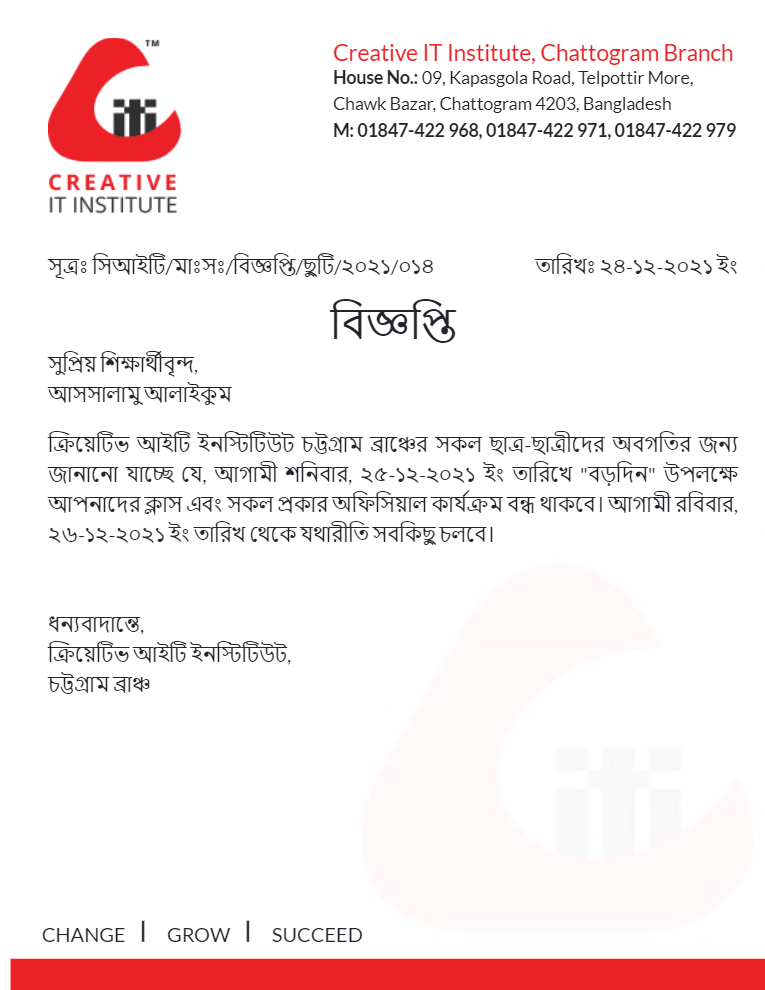 TM
iti
CREATIVE
IT INSTITUTE
Creative IT Institute, Chattogram Branch
House No.: 09, Kapasgola Road, Telpottir More,
Chawk Bazar, Chattogram 4203, Bangladesh
M: 01847-422 968, 01847-422 971, 01847-422 979
সূত্রঃ সিআইটি/মাঃসঃ/বিজ্ঞপ্তি/ছুটি/২০২১/০১৪ তারিখঃ ২৪-১২-২০২১ ইং
বিজ্ঞপ্তি
সুপ্রিয় শিক্ষার্থীবৃন্দ,
আসসালামু আলাইকুম
ক্রিয়েটিভ আইটি ইনস্টিটিউট চট্টগ্রাম ব্রাঞ্চের সকল ছাত্র-ছাত্রীদের অবগতির জন্য
জানানো যাচ্ছে যে, আগামী শনিবার, ২৫-১২-২০২১ ইং তারিখে "বড়দিন" উপলক্ষে
আপনাদের ক্লাস এবং সকল প্রকার অফিসিয়াল কার্যক্রম বন্ধ থাকবে। আগামী রবিবার,
২৬-১২-২০২১ ইং তারিখ থেকে যথারীতি সবকিছু চলবে।
ধন্যবাদান্তে,
ক্রিয়েটিভ আইটি ইনস্টিটিউট,
চট্টগ্রাম ব্রাঞ্চ
iti
CHANGE | GROW | SUCCEED